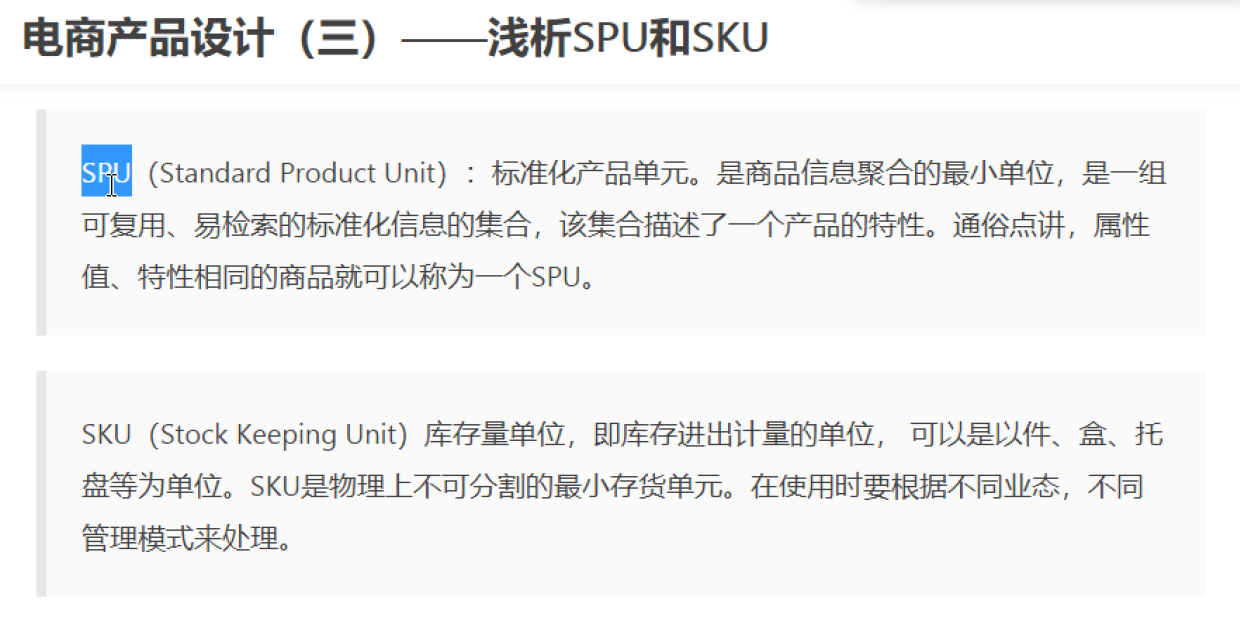 电商产品设计（三）——浅析SPU和SKU
SPU（Standard Product Unit）：标准化产品单元。是商品信息聚合的最小单位，是一组
可复用、易检索的标准化信息的集合，该集合描述了一个产品的特性。通俗点讲，属性
值、特性相同的商品就可以称为一个SPU。
SKU（Stock Keeping Unit）库存量单位，即库存进出计量的单位， 可以是以件、盒、托
盘等为单位。SKU是物理上不可分割的最小存货单元。在使用时要根据不同业态，不同
管理模式来处理。